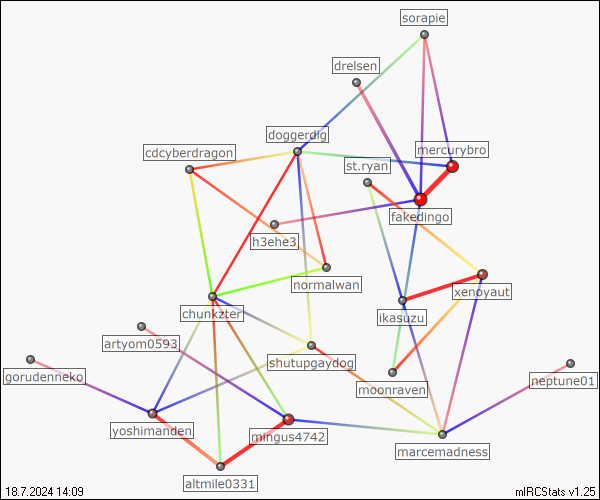 sorapie
drelsen
doggerdig
mercurybro
cdcyberdragon
st.ryan
fakedingo
h3ehe3
normalwan
xenoyaut
chunkzter
ikasuzu
artyom0593
shutupgaydog
gorudenneko
moonraven
neptune01
yoshimanden
mingus4742
marcemadness
altmile0331
18.7.2024 14:09
mIRCStats v1.25